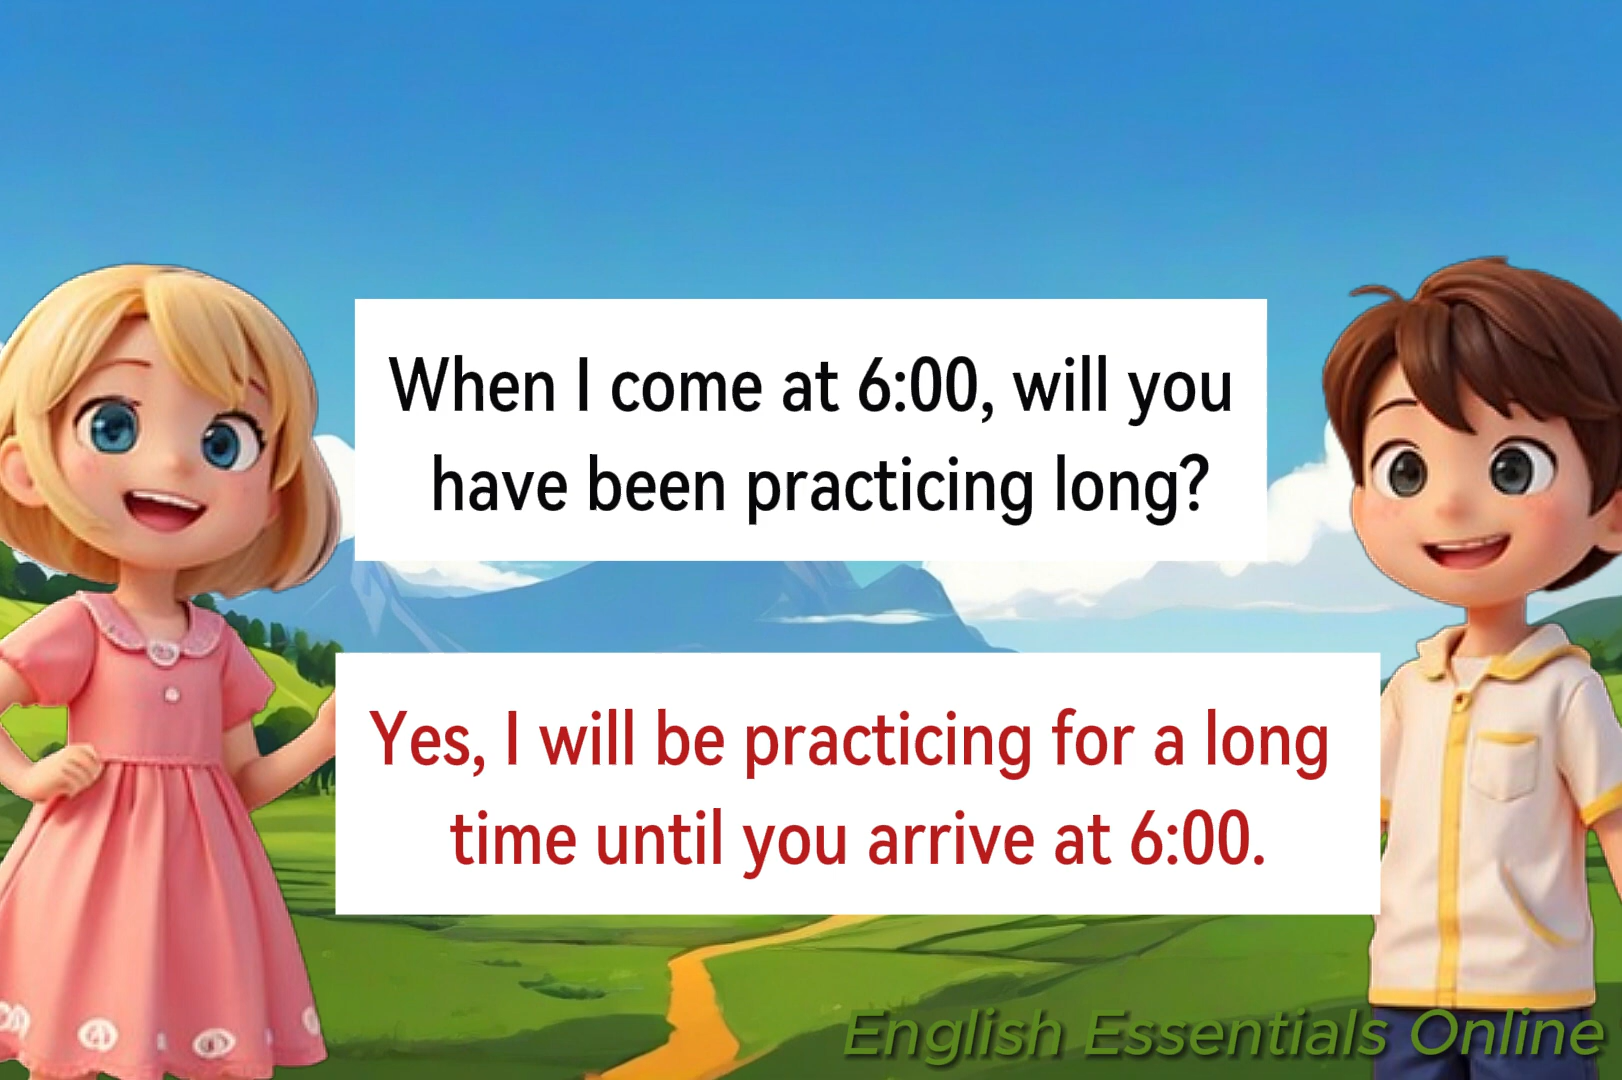 When I come at 6:00, will you
have been practicing long?
Yes, I will be practicing for a long
time until you arrive at 6:00.
English Essentials Online